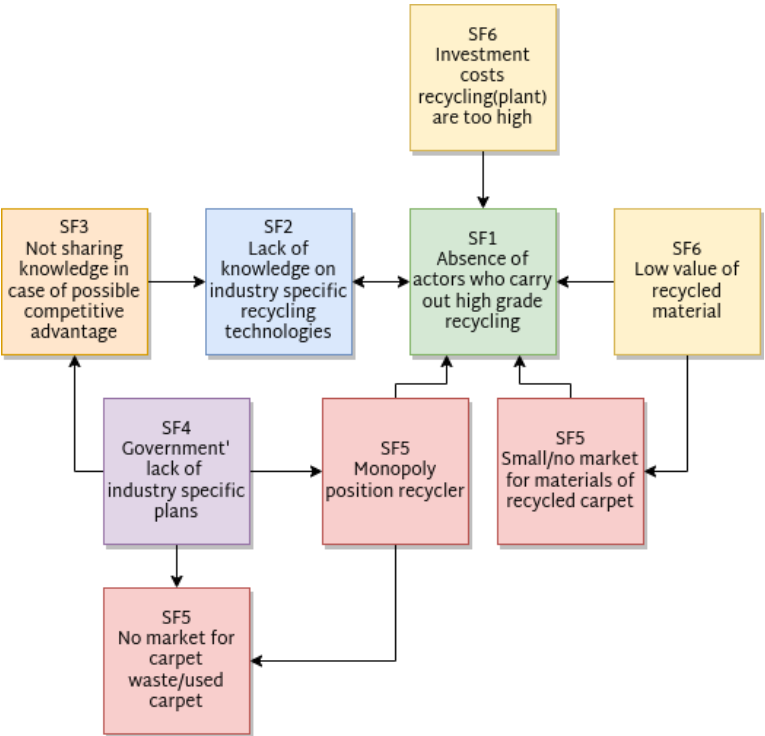 SF6
Investment
costs
recycling(plant)
are too high
SF3
Not sharing
knowledge in
case of possible
competitive
advantage
SF2
Lack of
knowledge on
industry specific
recycling
technologies
SF1
Absence of
actors who carry
out high grade
recycling
SF6
Low value of
recycled
material
SF4
Government'
lack of
industry specific
plans
SF5
Monopoly
position recycler
SF5
Small/no market
for materials of
recycled carpet
SF5
No market for
carpet
waste/used
carpet